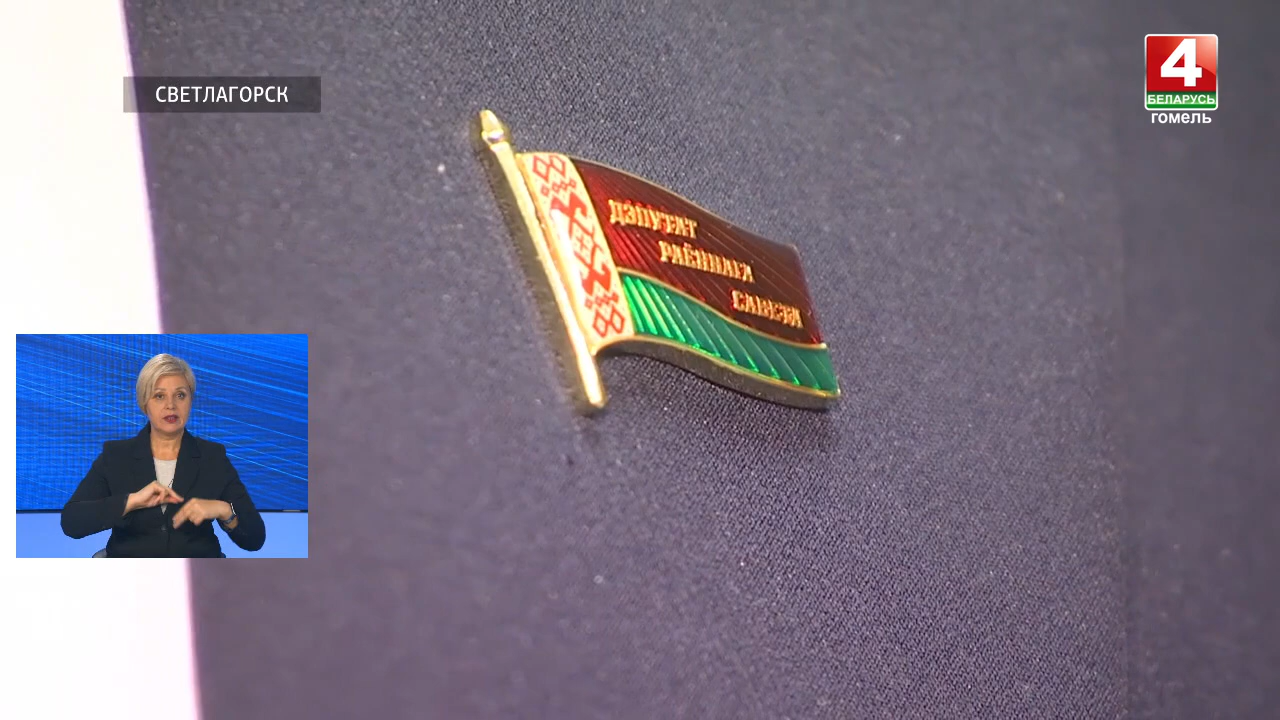 СВЕТЛАГОРСК
4
БЕЛАРУСЬ
гомель
ДЭПУТАТ
РАЁННАГА
САВЕТА